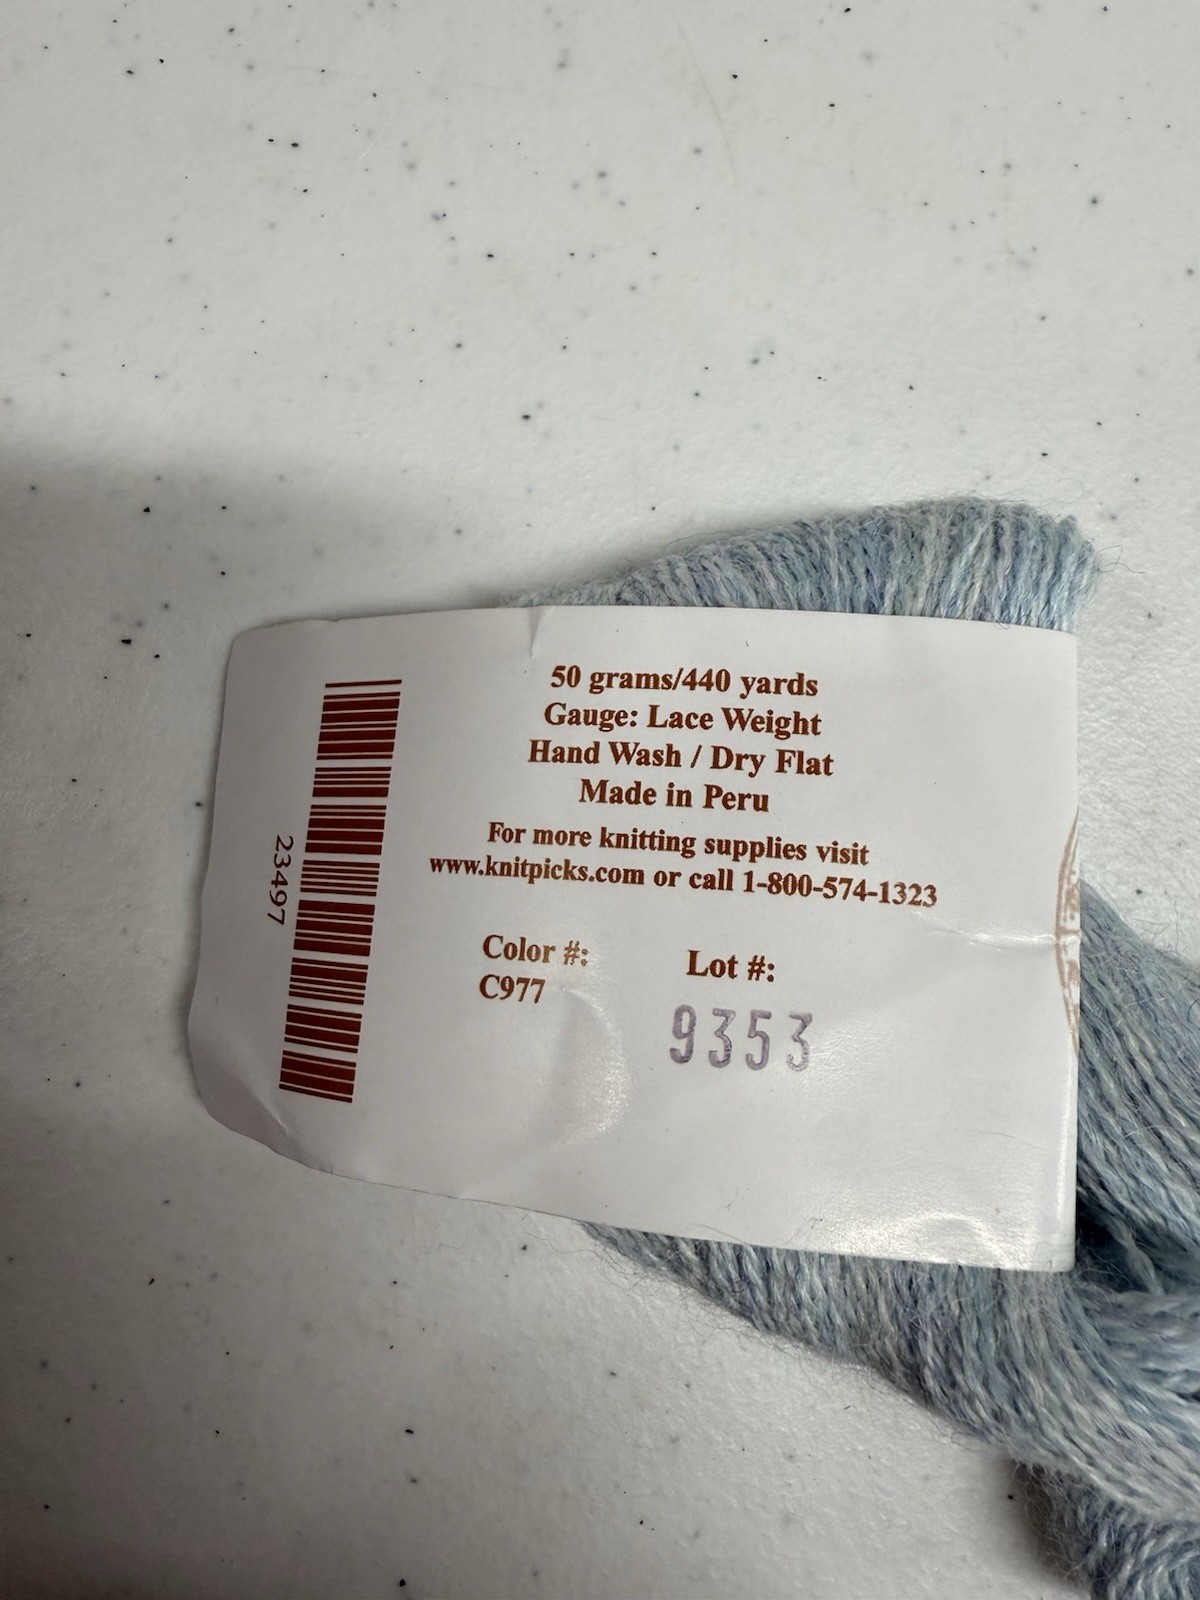 50 grams/440 yards
Gauge: Lace Weight
Hand Wash / Dry Flat
Made in Peru
For more knitting supplies visit
www.knitpicks.com or call 1-800-574-1323
Color #:
C977
Lot #:
9353
23497